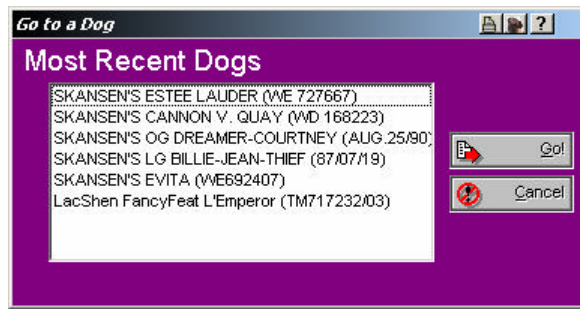 Go to a Dog
?
Most Recent Dogs
SKANSEN'S ESTEE LAUDER (WE 727667)
SKANSEN'S CANNON V. QUAY (WD 168223)
SKANSEN'S OG DREAMER-COURTNEY (AUG.25/90)
SKANSEN'S LG BILLIE-JEAN-THIEF (87/07/19)
SKANSEN'S EVITA (WE692407)
LacShen FancyFeat L'Emperor (TM717232/03)
Go!
Cancel